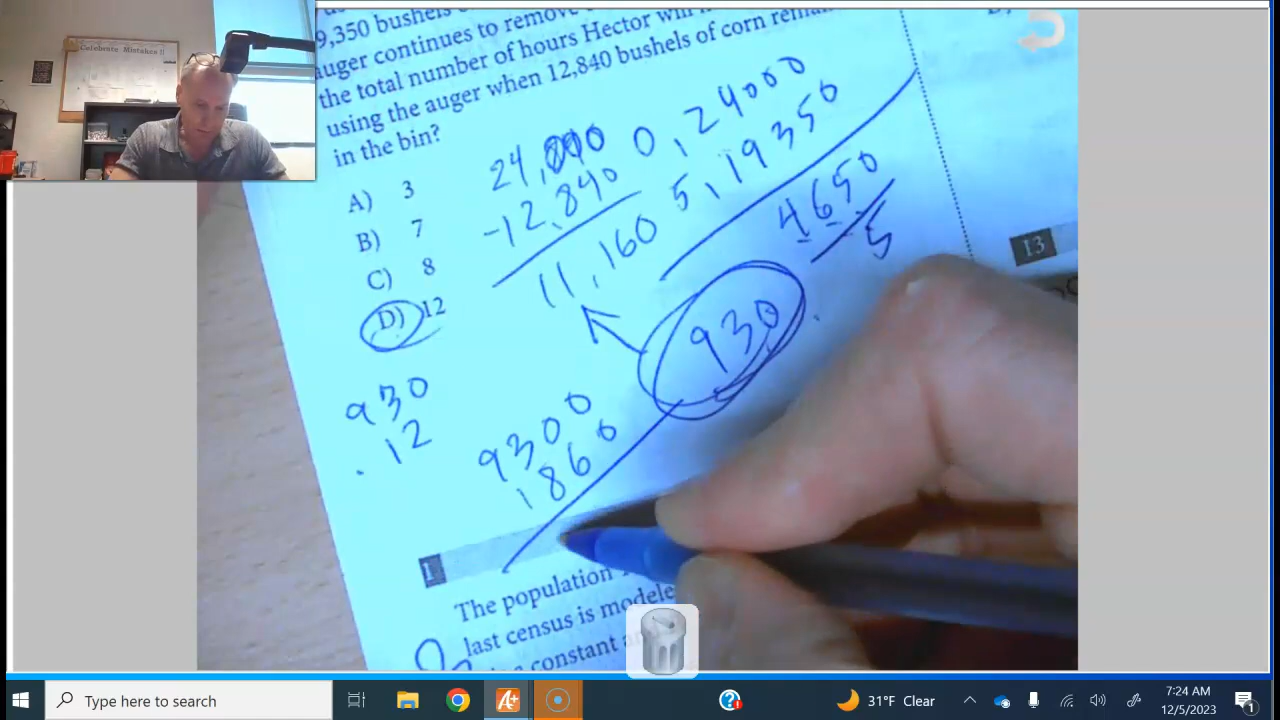 Celebrate Mistakes !!
9,350 bushels
auger continues to remove
the total number of hours Hector will
using the auger when 12,840 bushels of corn remain
in the bin?
A) 3
B) 7
C) 8
D) 12
24,000
-12,840
11,160
0, 24000
5, 19350
4650
5
930
930
12
9300
1860
13
The population
last census is modele
constant
Type here to search
31°F Clear
7:24 AM
12/5/2023
1